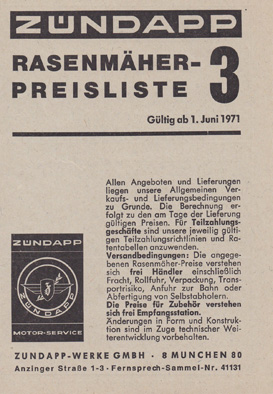 ZÜNDAPP
RASENMÄHER-
PREISLISTE 3
Gültig ab 1. Juni 1971
Allen Angeboten und Lieferungen
liegen unsere Allgemeinen Ver-
kaufs- und Lieferungsbedingungen
zu Grunde. Die Berechnung er-
folgt zu den am Tage der Lieferung
gültigen Preisen. Für Teilzahlungs-
geschäfte sind unsere jeweilig gülti-
gen Teilzahlungsrichtlinien und Ra-
tentabellen anzuwenden.
Versandbedingungen: Die angege-
benen Rasenmäher-Preise verstehen
sich frei Händler einschließlich
Fracht, Rollfuhr, Verpackung, Trans-
portrisiko, Anfuhr zur Bahn oder
Abfertigung von Selbstabholern.
Die Preise für Zubehör verstehen
sich frei Empfangsstation.
Änderungen in Form und Konstruk-
tion sind im Zuge technischer Wei-
terentwicklung vorbehalten.
ZÜNDAPP
ZÜNDAPP
MOTOR-SERVICE
ZUNDAPP-WERKE GMBH · 8 MUNCHEN 80
Anzinger Straße 1-3 · Fernsprech-Sammel-Nr. 41131